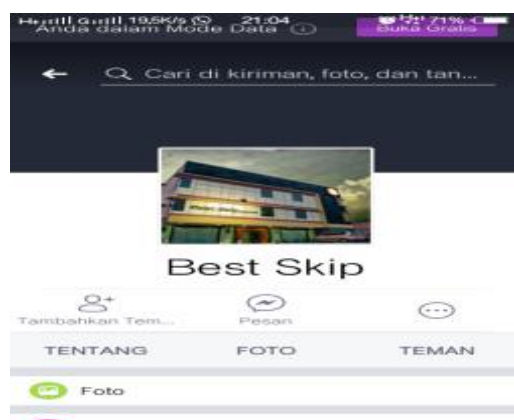 19,5K/s 21:04 71%
Anda dalam Mode Data Buka Gratis
Cari di kiriman, foto, dan tan...
Best Skip
Tambahkan Tem... Pesan
TENTANG FOTO TEMAN
Foto